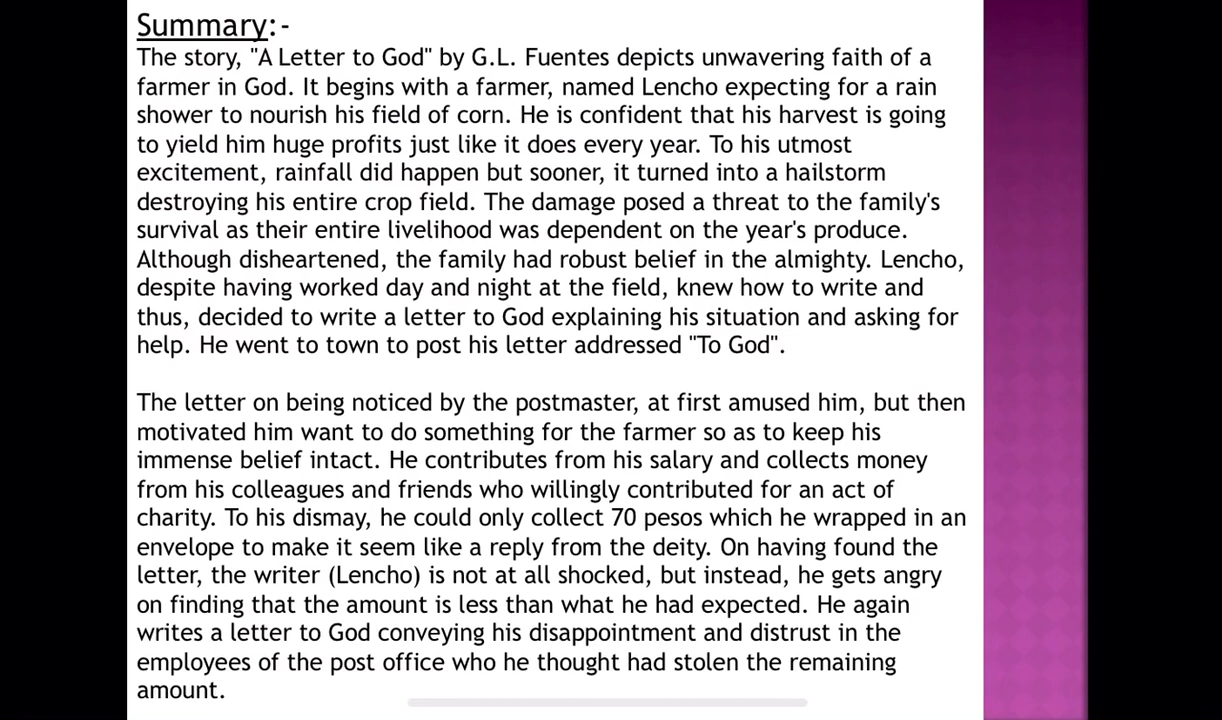 Summary:-
The story, "A Letter to God" by G.L. Fuentes depicts unwavering faith of a
farmer in God. It begins with a farmer, named Lencho expecting for a rain
shower to nourish his field of corn. He is confident that his harvest is going
to yield him huge profits just like it does every year. To his utmost
excitement, rainfall did happen but sooner, it turned into a hailstorm
destroying his entire crop field. The damage posed a threat to the family's
survival as their entire livelihood was dependent on the year's produce.
Although disheartened, the family had robust belief in the almighty. Lencho,
despite having worked day and night at the field, knew how to write and
thus, decided to write a letter to God explaining his situation and asking for
help. He went to town to post his letter addressed "To God".
The letter on being noticed by the postmaster, at first amused him, but then
motivated him want to do something for the farmer so as to keep his
immense belief intact. He contributes from his salary and collects money
from his colleagues and friends who willingly contributed for an act of
charity. To his dismay, he could only collect 70 pesos which he wrapped in an
envelope to make it seem like a reply from the deity. On having found the
letter, the writer (Lencho) is not at all shocked, but instead, he gets angry
on finding that the amount is less than what he had expected. He again
writes a letter to God conveying his disappointment and distrust in the
employees of the post office who he thought had stolen the remaining
amount.